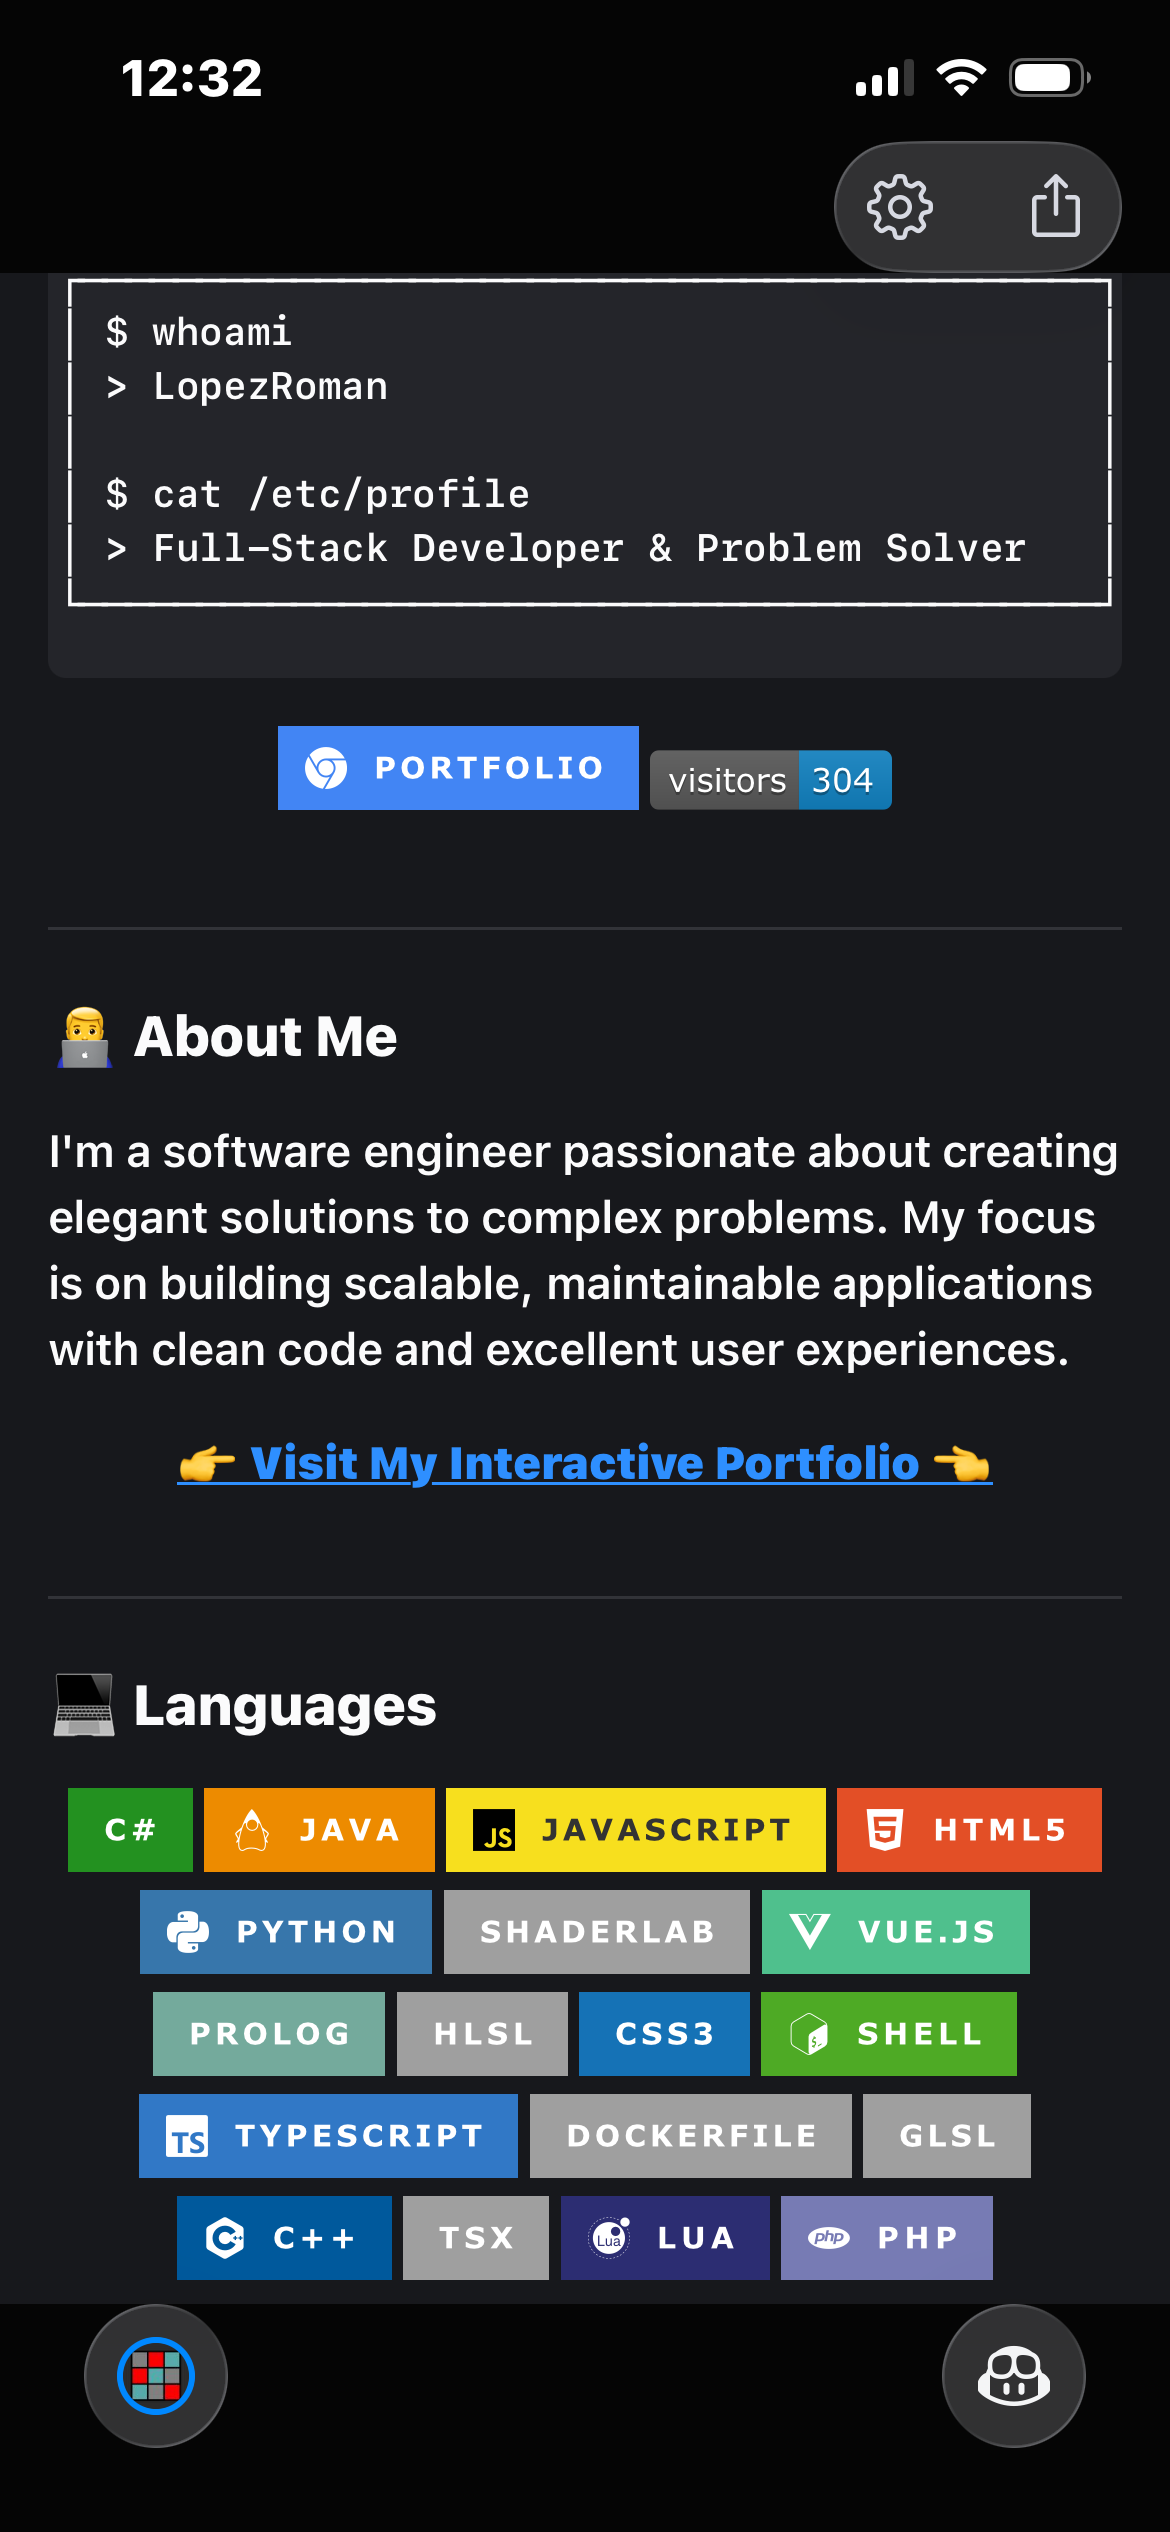 12:32
$ whoami
> LopezRoman
$ cat /etc/profile
> Full-Stack Developer & Problem Solver
PORTFOLIO
visitors 304
About Me
I'm a software engineer passionate about creating
elegant solutions to complex problems. My focus
is on building scalable, maintainable applications
with clean code and excellent user experiences.
👉 Visit My Interactive Portfolio 👈
Languages
C# JAVA JS JAVASCRIPT HTML5
PYTHON SHADERLAB VUE.JS
PROLOG HLSL CSS3 SHELL
TS TYPESCRIPT DOCKERFILE GLSL
C++ TSX Lua LUA php PHP